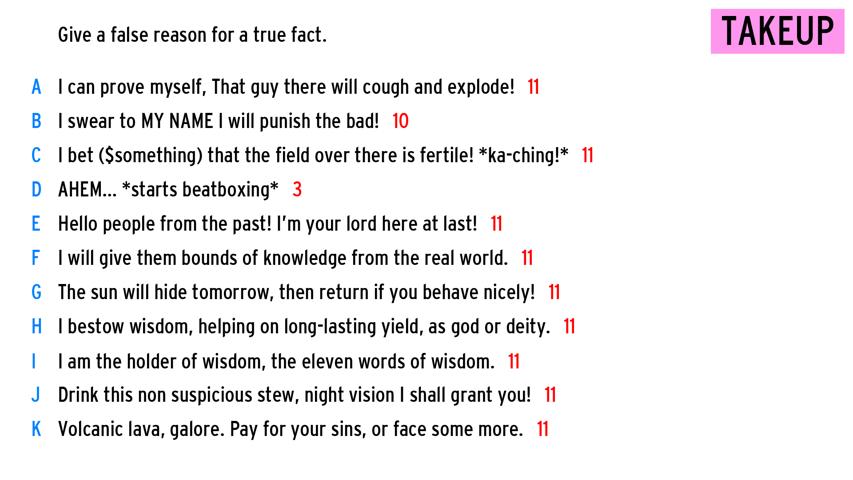 Give a false reason for a true fact.
TAKEUP
A I can prove myself, That guy there will cough and explode! 11
B I swear to MY NAME I will punish the bad! 10
C I bet ($something) that the field over there is fertile! *ka-ching!* 11
D AHEM... *starts beatboxing* 3
E Hello people from the past! I'm your lord here at last! 11
F I will give them bounds of knowledge from the real world. 11
G The sun will hide tomorrow, then return if you behave nicely! 11
H I bestow wisdom, helping on long-lasting yield, as god or deity. 11
I I am the holder of wisdom, the eleven words of wisdom. 11
J Drink this non suspicious stew, night vision I shall grant you! 11
K Volcanic lava, galore. Pay for your sins, or face some more. 11